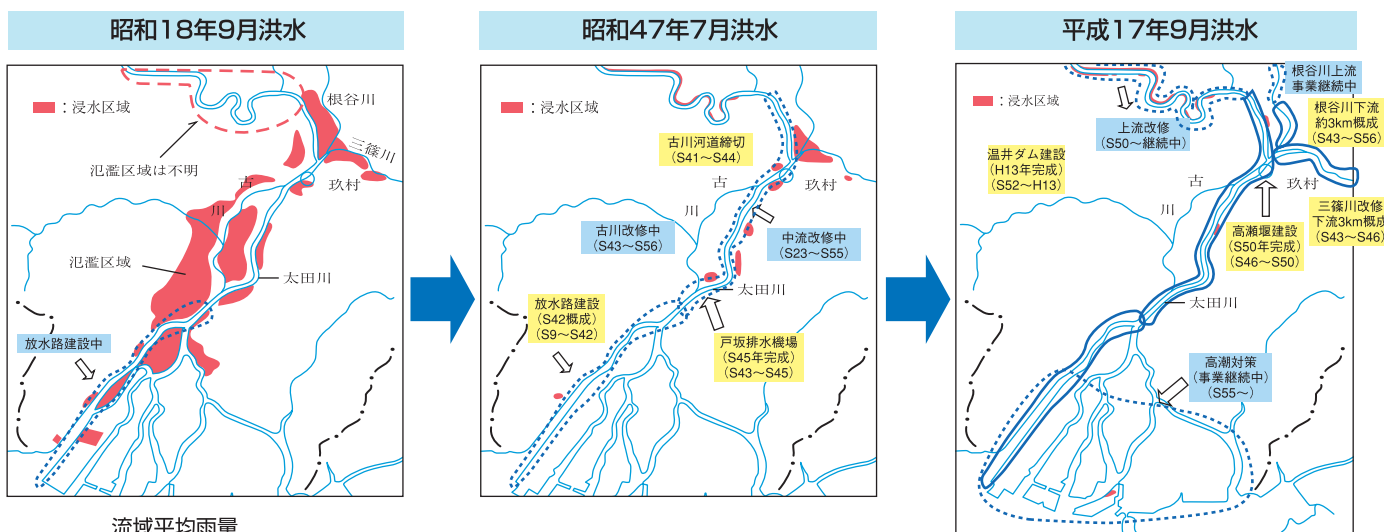 昭和18年9月洪水
:浸水区域
根谷川
三篠川
氾濫区域は不明
古
玖村
川
氾濫区域
太田川
放水路建設中
流域平均雨量
昭和47年7月洪水
:浸水区域
古川河道締切
(S41~S44)
古
玖村
川
古川改修中
(S43~S56)
中流改修中
(S23~S55)
太田川
放水路建設
(S42概成)
(S9~S42)
戸坂排水機場
(S45年完成)
(S43~S45)
平成17年9月洪水
:浸水区域
根谷川上流
事業継続中
上流改修
(S50~継続中)
根谷川下流
約3km概成
(S43~S56)
温井ダム建設
(H13年完成)
(S52~H13)
古
玖村
川
三篠川改修
下流3km概成
(S43~S46)
高瀬堰建設
(S50年完成)
(S46~S50)
太田川
高潮対策
(事業継続中)
(S55~)